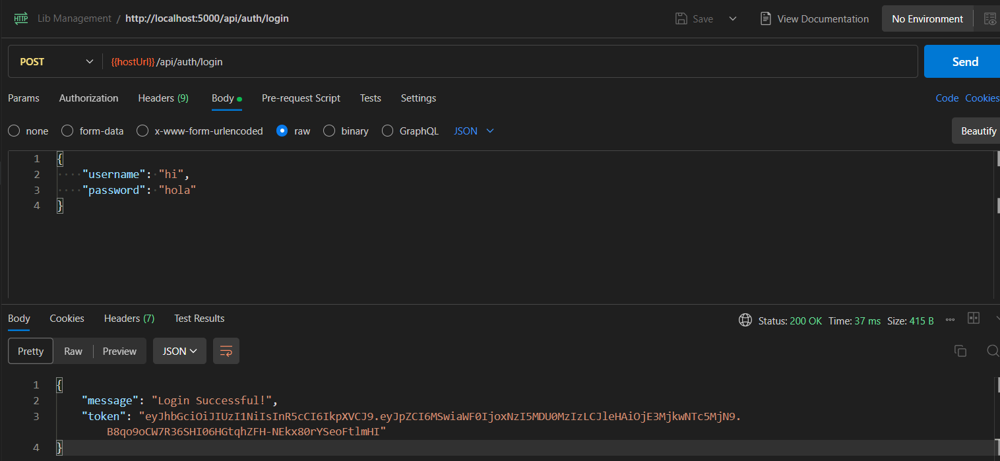 HTTP Lib Management / http://localhost:5000/api/auth/login Save View Documentation No Environment
POST {{hostUrl}}/api/auth/login Send
Params Authorization Headers (9) Body Pre-request Script Tests Settings Code Cookies
none form-data x-www-form-urlencoded raw binary GraphQL JSON Beautify
1 {
2 "username": "hi",
3 "password": "hola"
4 }
Body Cookies Headers (7) Test Results Status: 200 OK Time: 37 ms Size: 415 B
Pretty Raw Preview JSON
1 {
2 "message": "Login Successful!",
3 "token": "eyJhbGciOiJIUzI1NiIsInR5cCI6IkpXVCJ9.eyJpZCI6MSwiaWF0IjoxNzI5MDU0MzIzLCJleHAiOjE3MjkwNTc5MjN9.
B8qo9oCW7R36SHI06HGtqhZFH-NEkx80rYSeoFtlmHI"
4 }